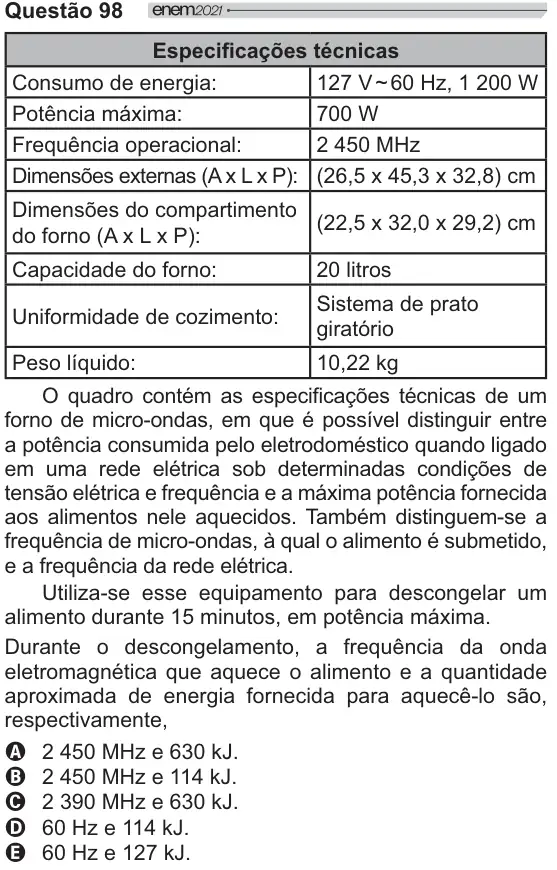 Questão 98 enem2021
Especificações técnicas
Consumo de energia: 127 V~60 Hz, 1 200 W
Potência máxima: 700 W
Frequência operacional: 2 450 MHz
Dimensões externas (A x L x P): (26,5 x 45,3 x 32,8) cm
Dimensões do compartimento
do forno (A x L x P): (22,5 x 32,0 x 29,2) cm
Capacidade do forno: 20 litros
Uniformidade de cozimento: Sistema de prato
giratório
Peso líquido: 10,22 kg
O quadro contém as especificações técnicas de um
forno de micro-ondas, em que é possível distinguir entre
a potência consumida pelo eletrodoméstico quando ligado
em uma rede elétrica sob determinadas condições de
tensão elétrica e frequência e a máxima potência fornecida
aos alimentos nele aquecidos. Também distinguem-se a
frequência de micro-ondas, à qual o alimento é submetido,
e a frequência da rede elétrica.
Utiliza-se esse equipamento para descongelar um
alimento durante 15 minutos, em potência máxima.
Durante o descongelamento, a frequência da onda
eletromagnética que aquece o alimento e a quantidade
aproximada de energia fornecida para aquecê-lo são,
respectivamente,
A 2 450 MHz e 630 kJ.
B 2 450 MHz e 114 kJ.
C 2 390 MHz e 630 kJ.
D 60 Hz e 114 kJ.
E 60 Hz e 127 kJ.